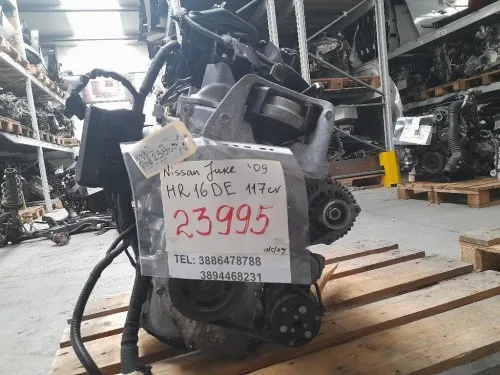 Nissan Juke '09
HR16DE 117cv
23995
TEL: 3886478788
3894468231